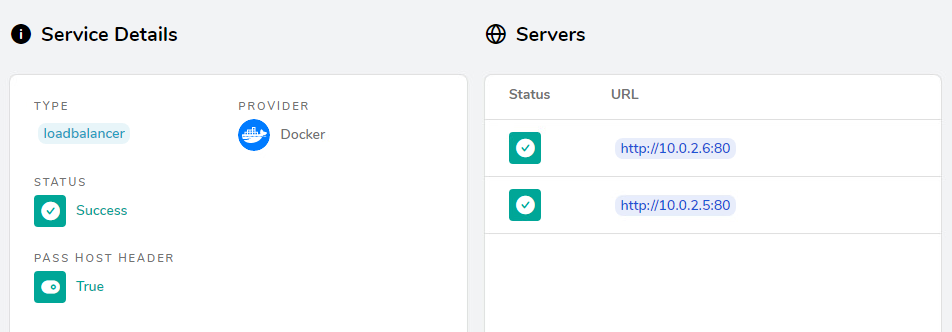 Service Details
TYPE
PROVIDER
loadbalancer
Docker
STATUS
Success
PASS HOST HEADER
True
Servers
Status
URL
http://10.0.2.6:80
http://10.0.2.5:80